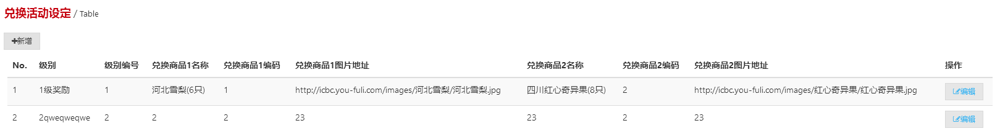 兑换活动设定 / Table
新增
No. 级别 级别编号 兑换商品1名称 兑换商品1编码 兑换商品1图片地址 兑换商品2名称 兑换商品2编码 兑换商品2图片地址 操作
1 1级奖励 1 河北雪梨(6只) 1 http://icbc.you-fuli.com/images/河北雪梨/河北雪梨.jpg 四川红心奇异果(8只) 2 http://icbc.you-fuli.com/images/红心奇异果/红心奇异果.jpg 编辑
2 2qweqweqwe 2 2 2 23 23 2 23 编辑